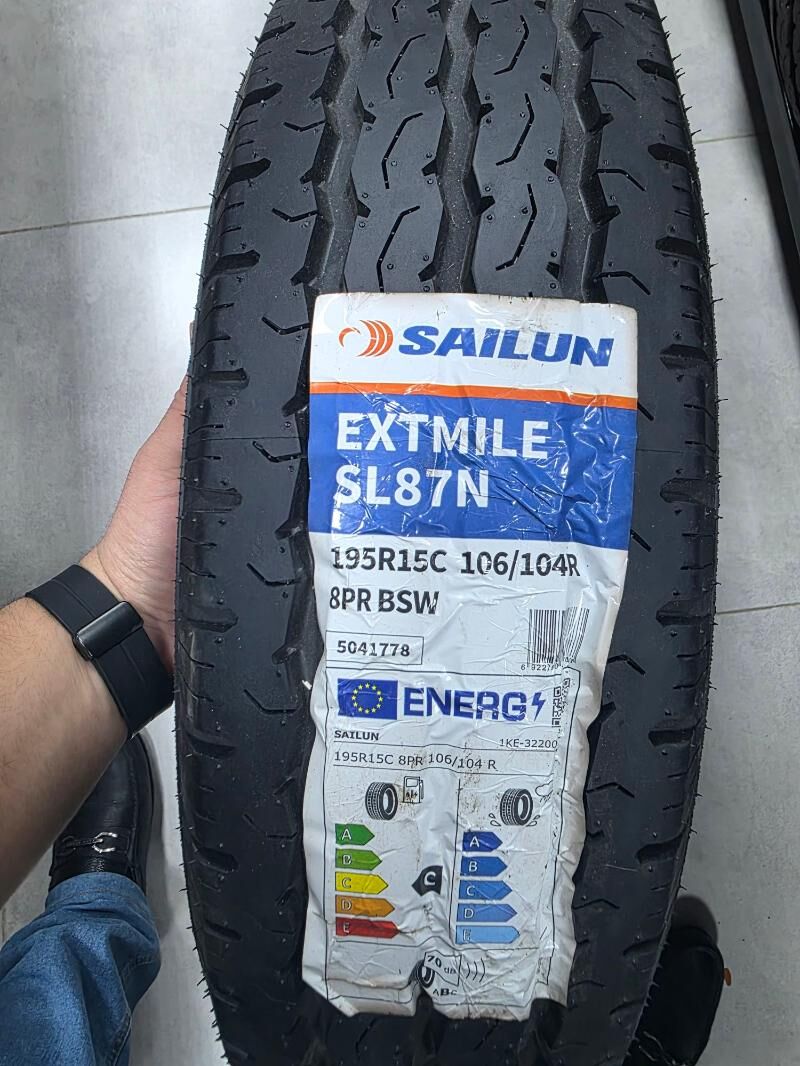 SAILUN
EXTMILE
SL87N
195R15C 106/104R
8PR BSW
5041778
ENERG
SAILUN
1KE-32200
195R15C 8PR 106/104 R
A
B
C
D
E
C
A
B
C
D
E
70 dB
ABC